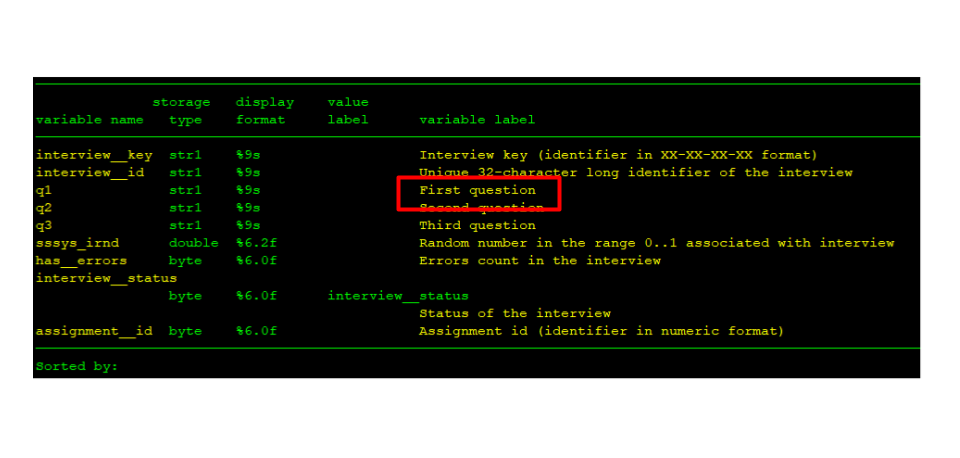 storage display value
variable name type format label variable label
interview__key str1 %9s Interview key (identifier in XX-XX-XX-XX format)
interview__id str1 %9s Unique 32-character long identifier of the interview
q1 str1 %9s First question
q2 str1 %9s Second question
q3 str1 %9s Third question
sssys_irnd double %6.2f Random number in the range 0..1 associated with interview
has__errors byte %6.0f Errors count in the interview
interview__status
byte %6.0f interview__status
Status of the interview
assignment__id byte %6.0f Assignment id (identifier in numeric format)
Sorted by: